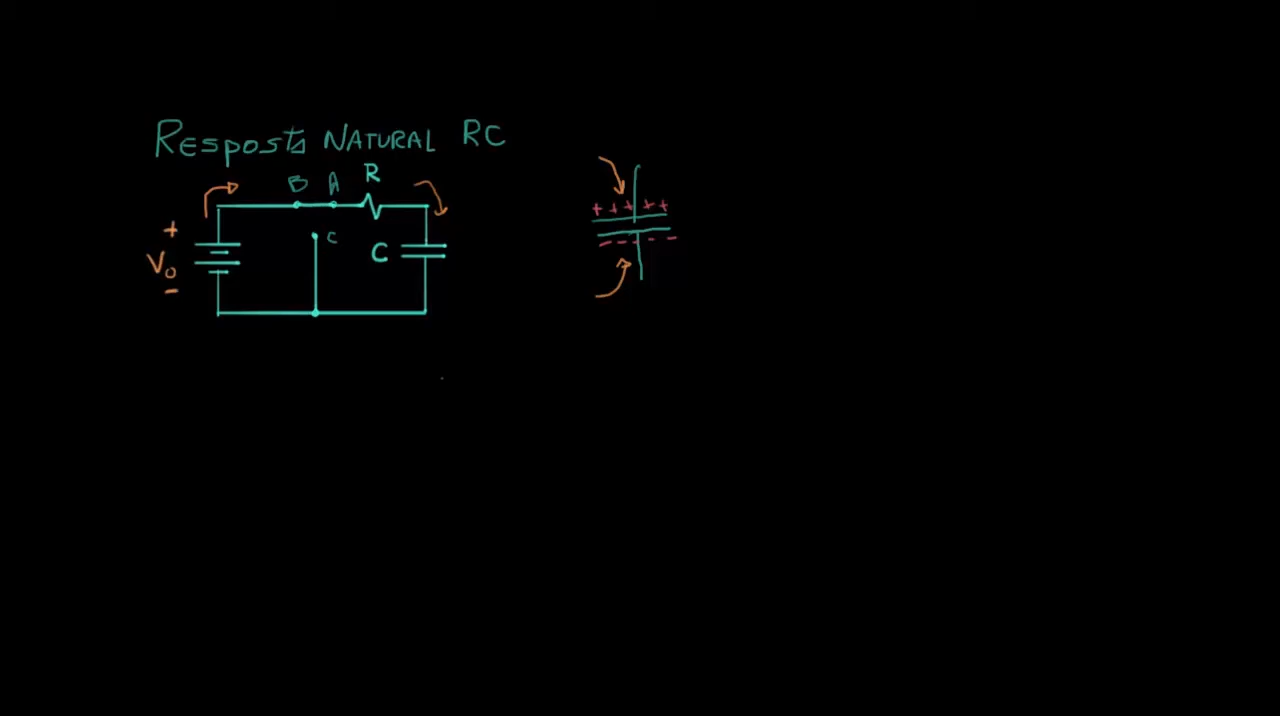 Resposta NATURAL RC
B A R
+
C
V₀
C
−
+ + + + +
− − − − −